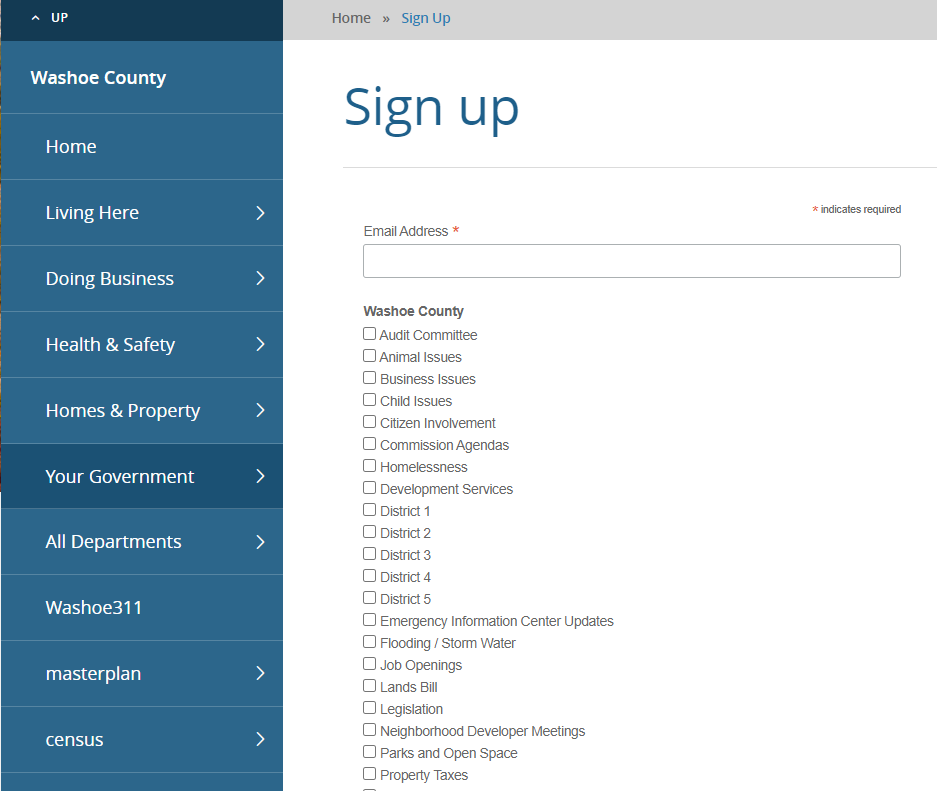 UP
Home » Sign Up
Washoe County
Home
Living Here
Doing Business
Health & Safety
Homes & Property
Your Government
All Departments
Washoe311
masterplan
census
Sign up
* indicates required
Email Address *
Washoe County
Audit Committee
Animal Issues
Business Issues
Child Issues
Citizen Involvement
Commission Agendas
Homelessness
Development Services
District 1
District 2
District 3
District 4
District 5
Emergency Information Center Updates
Flooding / Storm Water
Job Openings
Lands Bill
Legislation
Neighborhood Developer Meetings
Parks and Open Space
Property Taxes